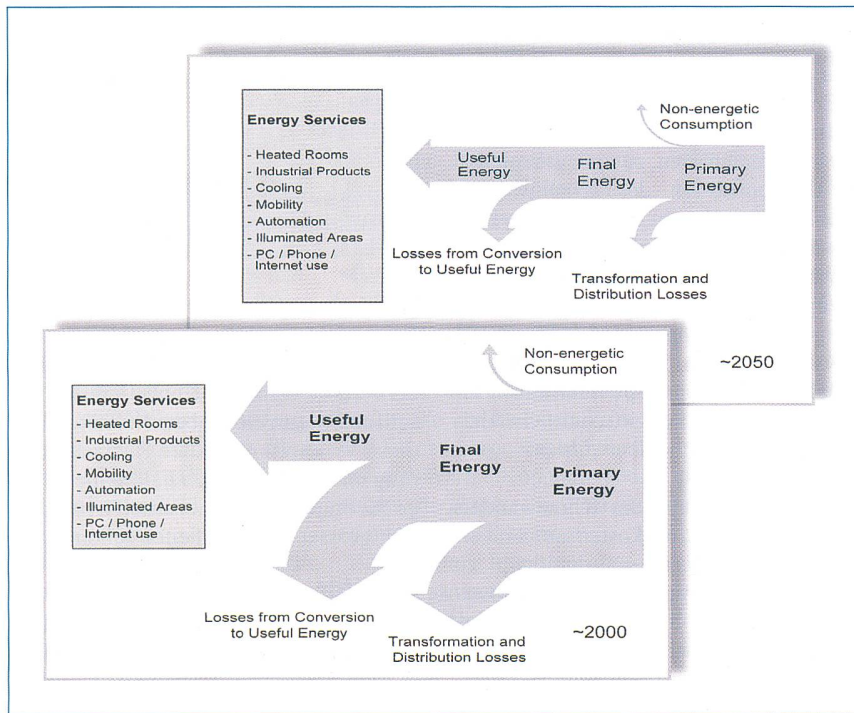 Energy Services
- Heated Rooms
- Industrial Products
- Cooling
- Mobility
- Automation
- Illuminated Areas
- PC / Phone /
Internet use
Non-energetic
Consumption
Useful
Energy
Final
Energy
Primary
Energy
Losses from Conversion
to Useful Energy
Transformation and
Distribution Losses
~2050
Energy Services
- Heated Rooms
- Industrial Products
- Cooling
- Mobility
- Automation
- Illuminated Areas
- PC / Phone /
Internet use
Non-energetic
Consumption
Useful
Energy
Final
Energy
Primary
Energy
Losses from Conversion
to Useful Energy
Transformation and
Distribution Losses
~2000